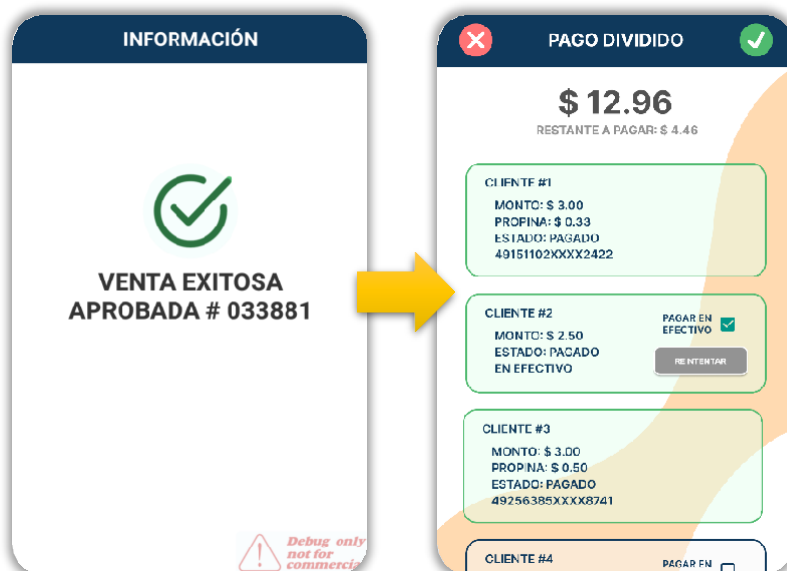 INFORMACIÓN
VENTA EXITOSA
APROBADA # 033881
Debug only
not for
commercia
PAGO DIVIDIDO
$ 12.96
RESTANTE A PAGAR: $ 4.46
CLIENTE #1
MONTO: $ 3.00
PROPINA: $ 0.33
ESTADO: PAGADO
49151102XXXX2422
CLIENTE #2
MONTO: $ 2.50
ESTADO: PAGADO
EN EFECTIVO
PAGAR EN
EFECTIVO
REINTENTAR
CLIENTE #3
MONTO: $ 3.00
PROPINA: $ 0.50
ESTADO: PAGADO
49256385XXXX8741
CLIENTE #4
PAGAR EN